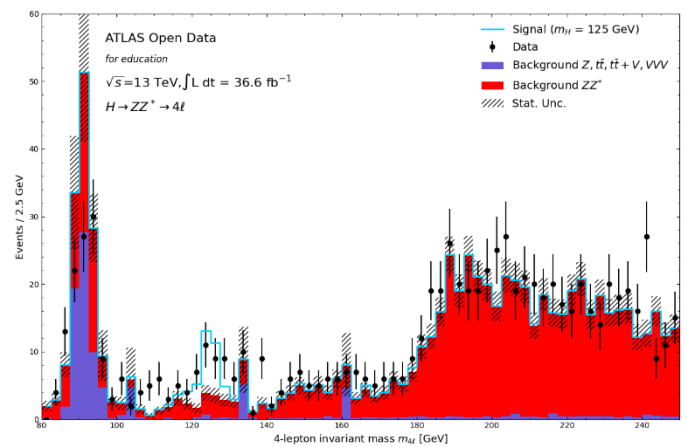 ATLAS Open Data
for education
√s=13 TeV,∫L dt = 36.6 fb⁻¹
H→ZZ*→4ℓ
Signal (m_H = 125 GeV)
Data
Background Z, tt̄, tt̄+V, VVV
Background ZZ*
Stat. Unc.
Events / 2.5 GeV
60
50
40
30
20
10
0
80 100 120 140 160 180 200 220 240
4-lepton invariant mass m_4ℓ [GeV]